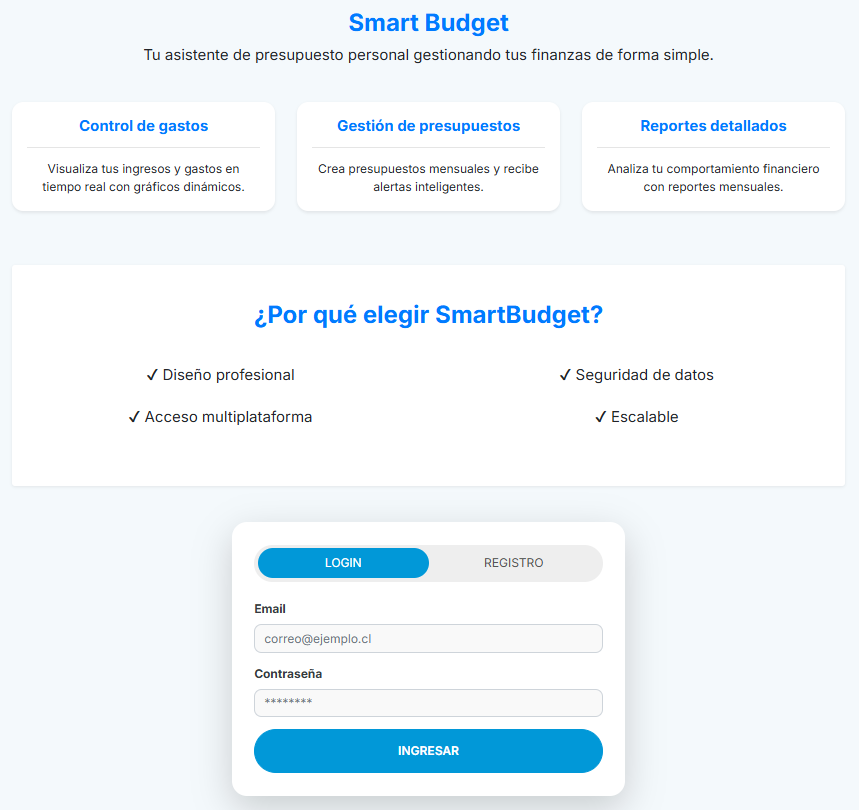 Smart Budget
Tu asistente de presupuesto personal gestionando tus finanzas de forma simple.
Control de gastos
Visualiza tus ingresos y gastos en
tiempo real con gráficos dinámicos.
Gestión de presupuestos
Crea presupuestos mensuales y recibe
alertas inteligentes.
Reportes detallados
Analiza tu comportamiento financiero
con reportes mensuales.
¿Por qué elegir SmartBudget?
✓ Diseño profesional
✓ Seguridad de datos
✓ Acceso multiplataforma
✓ Escalable
LOGIN
REGISTRO
Email
correo@ejemplo.cl
Contraseña
********
INGRESAR